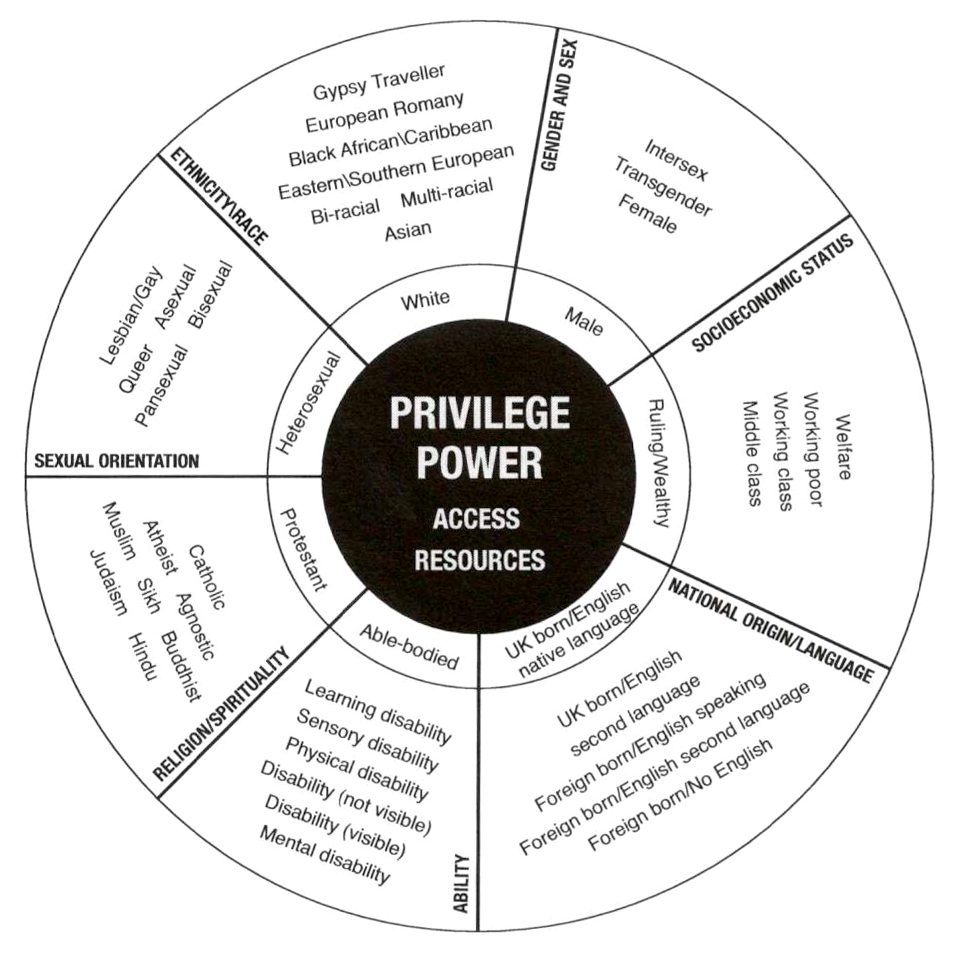 PRIVILEGE
POWER
ACCESS
RESOURCES
ETHNICITY\RACE
Gypsy Traveller
European Romany
Black African\Caribbean
Eastern\Southern European
Bi-racial Multi-racial
Asian
White
GENDER AND SEX
Intersex
Transgender
Female
Male
SOCIOECONOMIC STATUS
Welfare
Working poor
Working class
Middle class
Ruling/Wealthy
NATIONAL ORIGIN/LANGUAGE
UK born/English
native language
UK born/English
second language
Foreign born/English speaking
Foreign born/English second language
Foreign born/No English
ABILITY
Able-bodied
Learning disability
Sensory disability
Physical disability
Disability (not visible)
Disability (visible)
Mental disability
RELIGION/SPIRITUALITY
Protestant
Catholic
Atheist Agnostic
Muslim Sikh Buddhist
Judaism Hindu
SEXUAL ORIENTATION
Lesbian/Gay
Queer Asexual
Pansexual Bisexual
Heterosexual